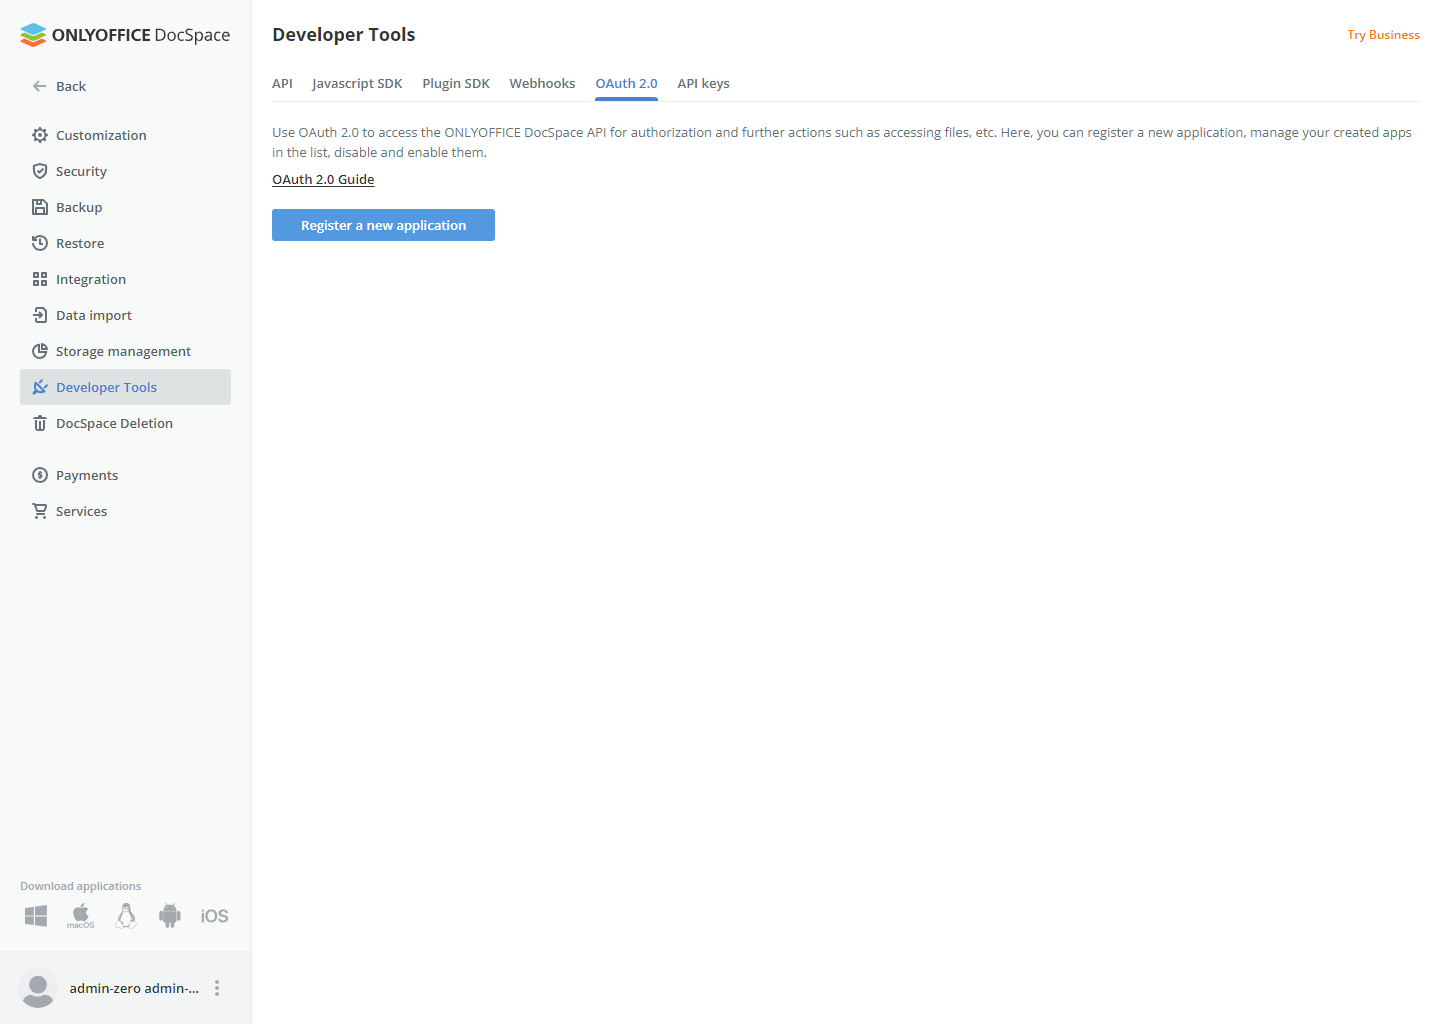 ONLYOFFICE DocSpace
Back
Customization
Security
Backup
Restore
Integration
Data import
Storage management
Developer Tools
DocSpace Deletion
Payments
Services
Download applications
macOS
iOS
admin-zero admin-...
Developer Tools
Try Business
API
Javascript SDK
Plugin SDK
Webhooks
OAuth 2.0
API keys
Use OAuth 2.0 to access the ONLYOFFICE DocSpace API for authorization and further actions such as accessing files, etc. Here, you can register a new application, manage your created apps
in the list, disable and enable them.
OAuth 2.0 Guide
Register a new application